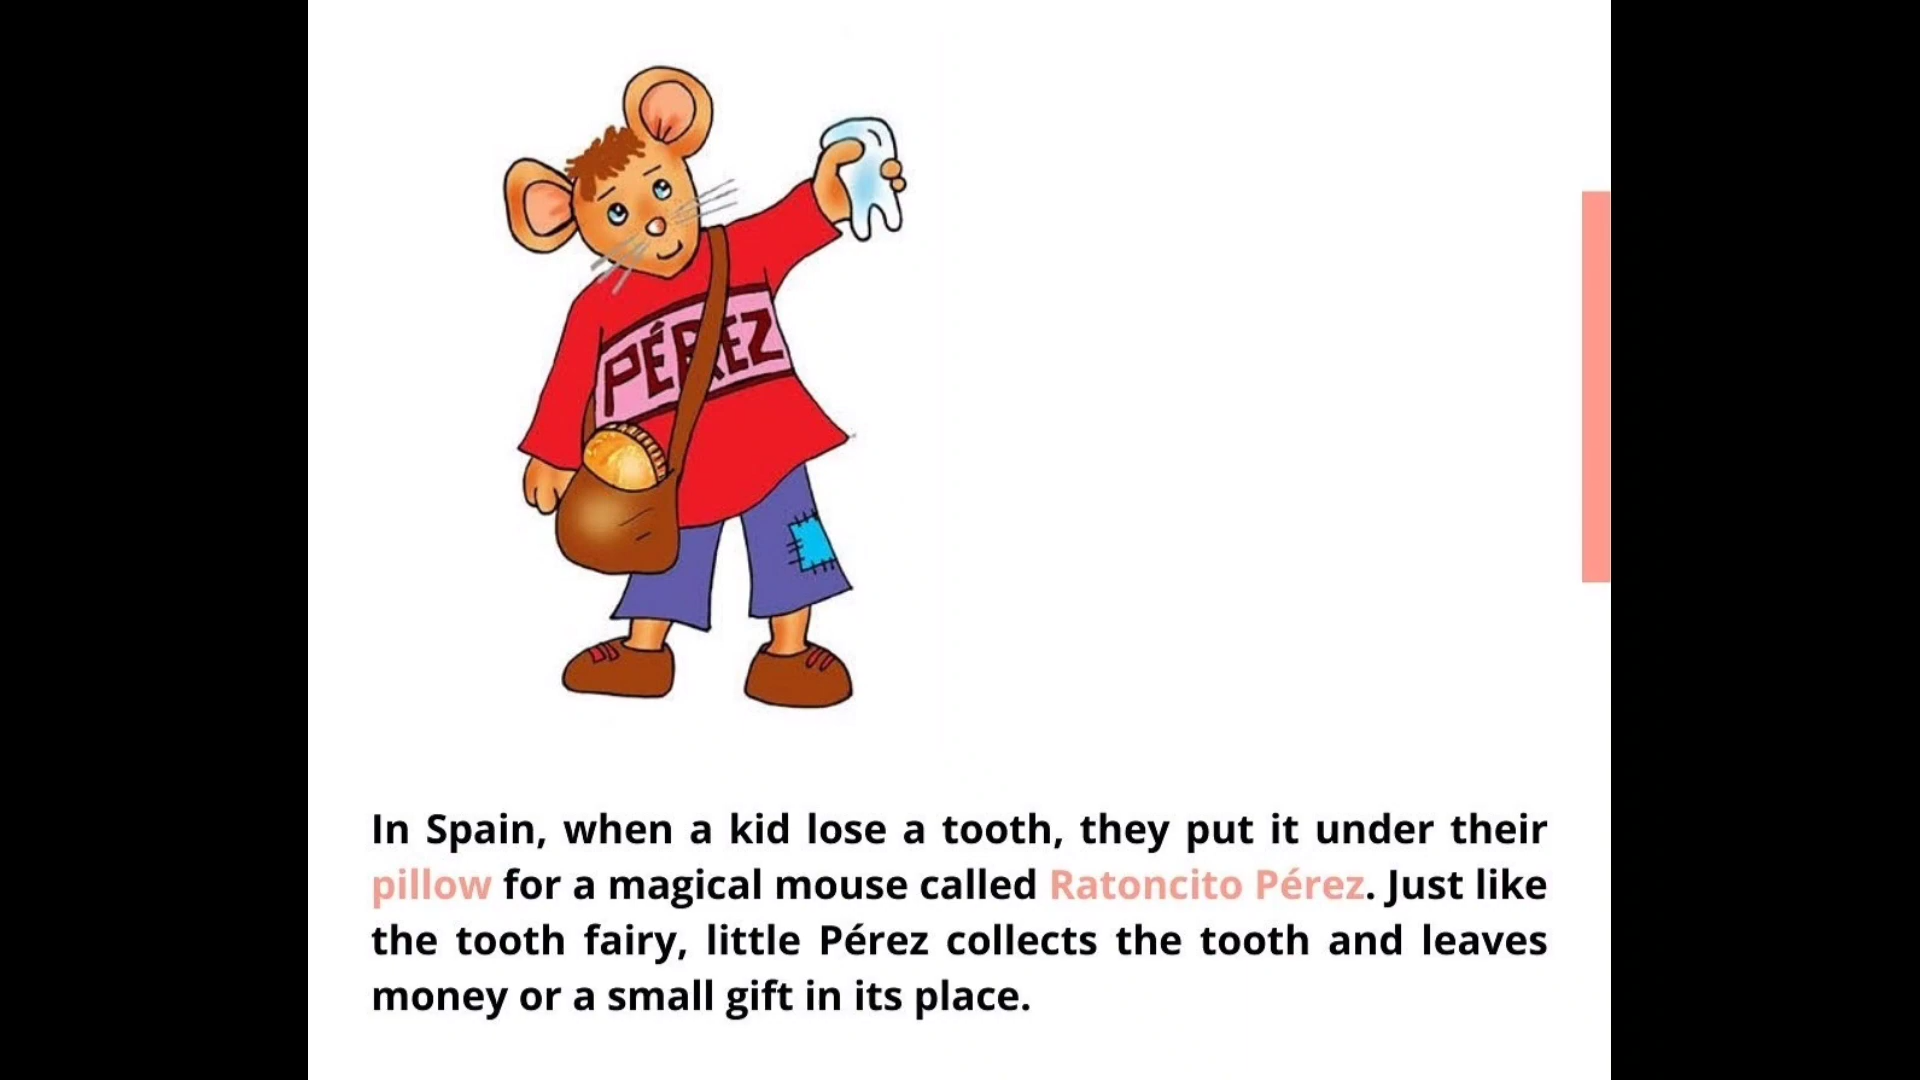 PÉREZ
In Spain, when a kid lose a tooth, they put it under their
pillow for a magical mouse called Ratoncito Pérez. Just like
the tooth fairy, little Pérez collects the tooth and leaves
money or a small gift in its place.